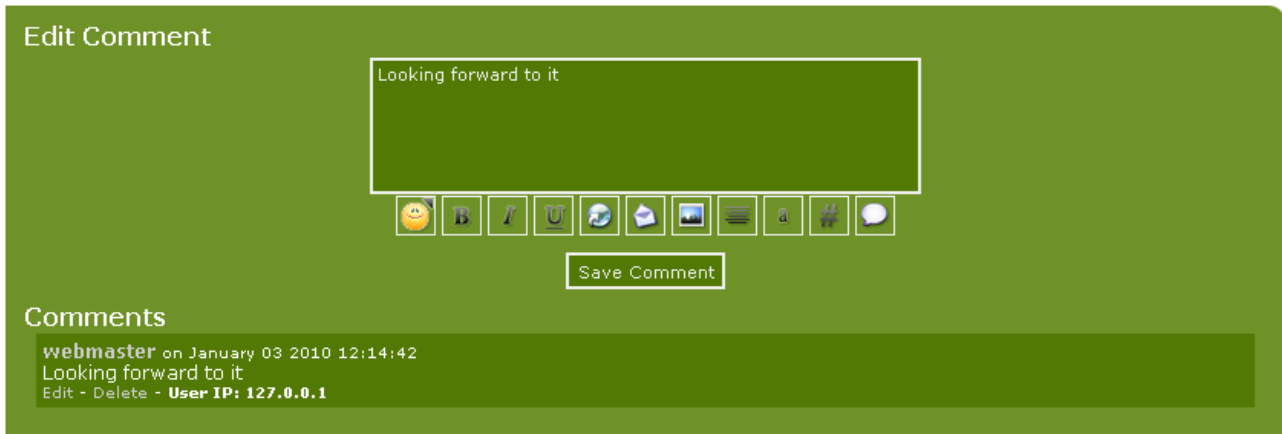 Edit Comment
Looking forward to it
B I U a #
Save Comment
Comments
webmaster on January 03 2010 12:14:42
Looking forward to it
Edit - Delete - User IP: 127.0.0.1